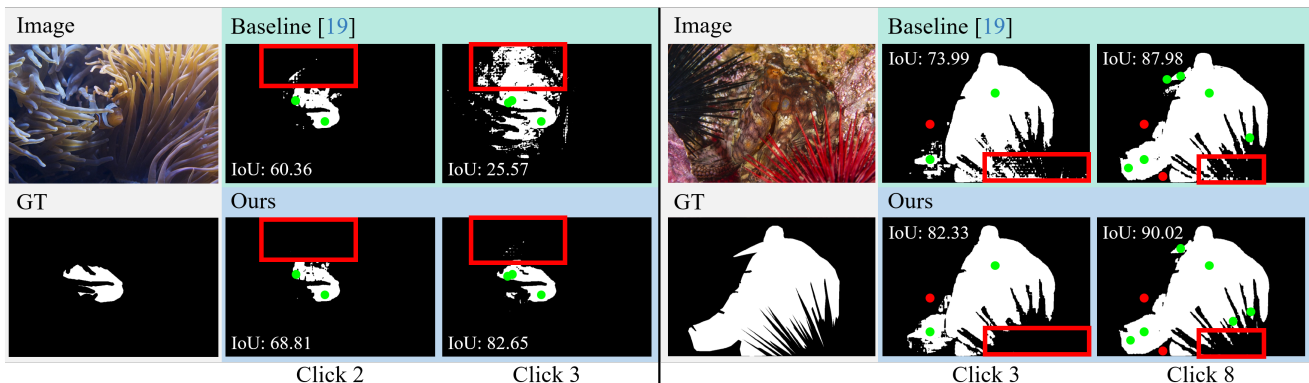 Image
Baseline [19]
IoU: 60.36
IoU: 25.57
GT
Ours
IoU: 68.81
IoU: 82.65
Click 2
Click 3
Image
Baseline [19]
IoU: 73.99
IoU: 87.98
GT
Ours
IoU: 82.33
IoU: 90.02
Click 3
Click 8